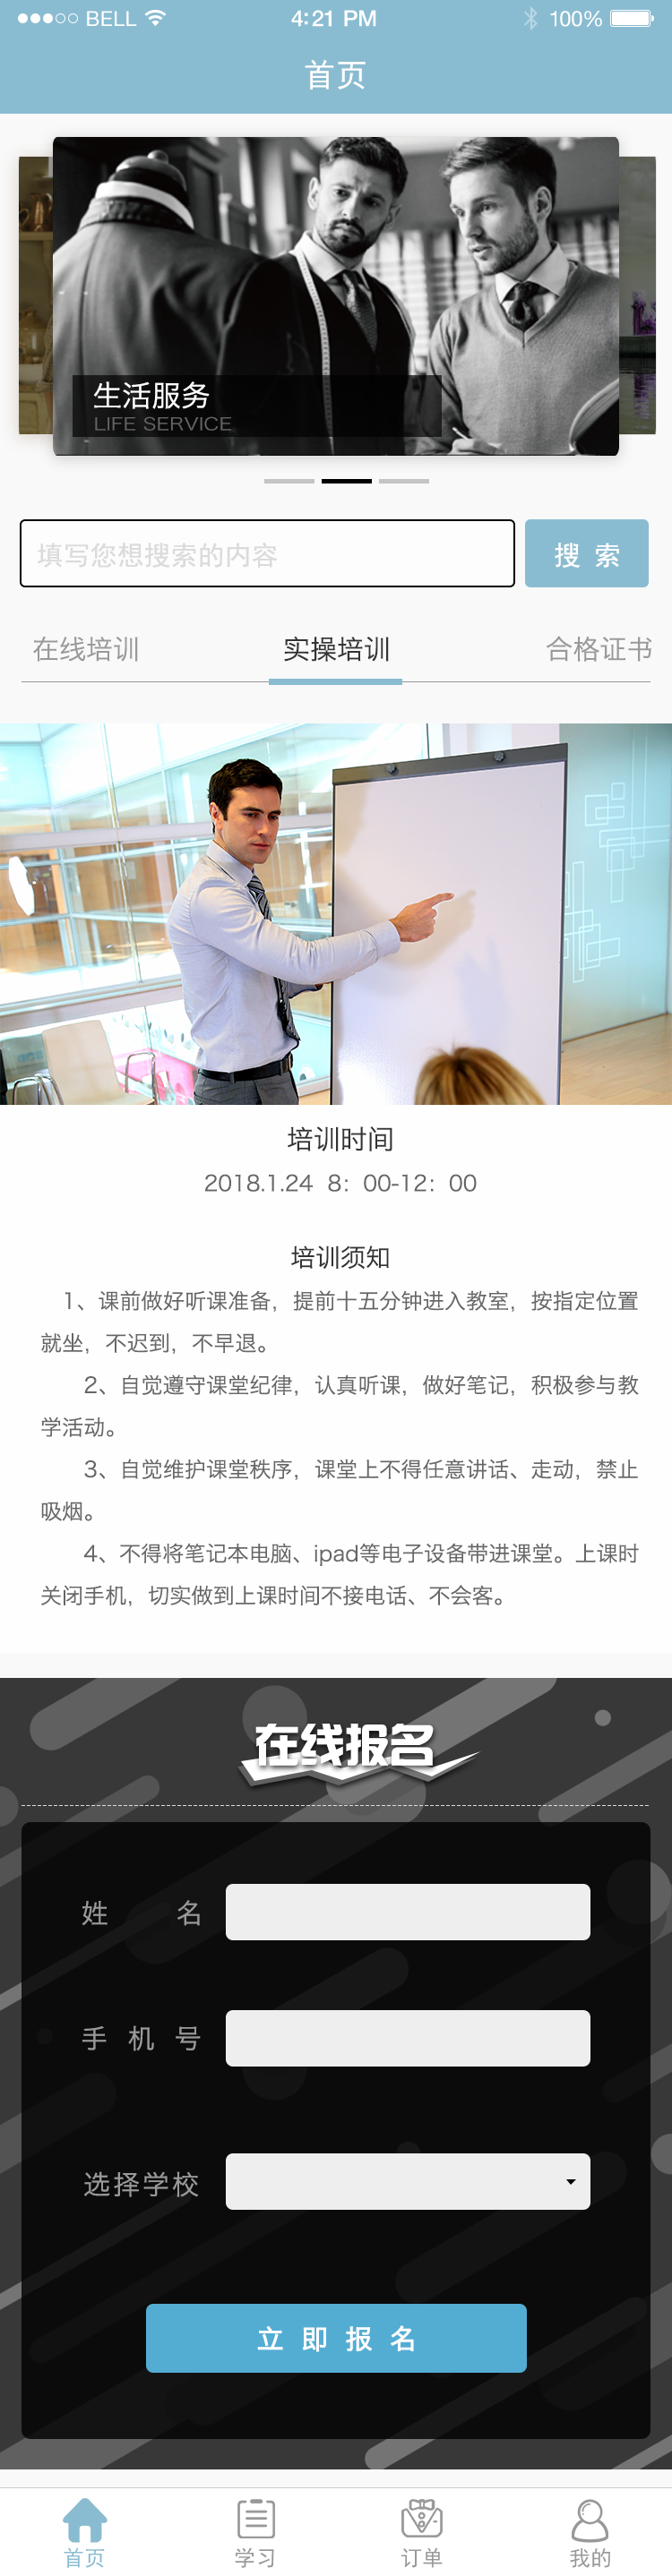 BELL 4:21 PM 100%
首页
生活服务
LIFE SERVICE
填写您想搜索的内容
搜 索
在线培训 实操培训 合格证书
培训时间
2018.1.24 8：00-12：00
培训须知
1、课前做好听课准备，提前十五分钟进入教室，按指定位置
就坐，不迟到，不早退。
2、自觉遵守课堂纪律，认真听课，做好笔记，积极参与教
学活动。
3、自觉维护课堂秩序，课堂上不得任意讲话、走动，禁止
吸烟。
4、不得将笔记本电脑、ipad等电子设备带进课堂。上课时
关闭手机，切实做到上课时间不接电话、不会客。
在线报名
姓 名
手 机 号
选择学校
立 即 报 名
首页 学习 订单 我的